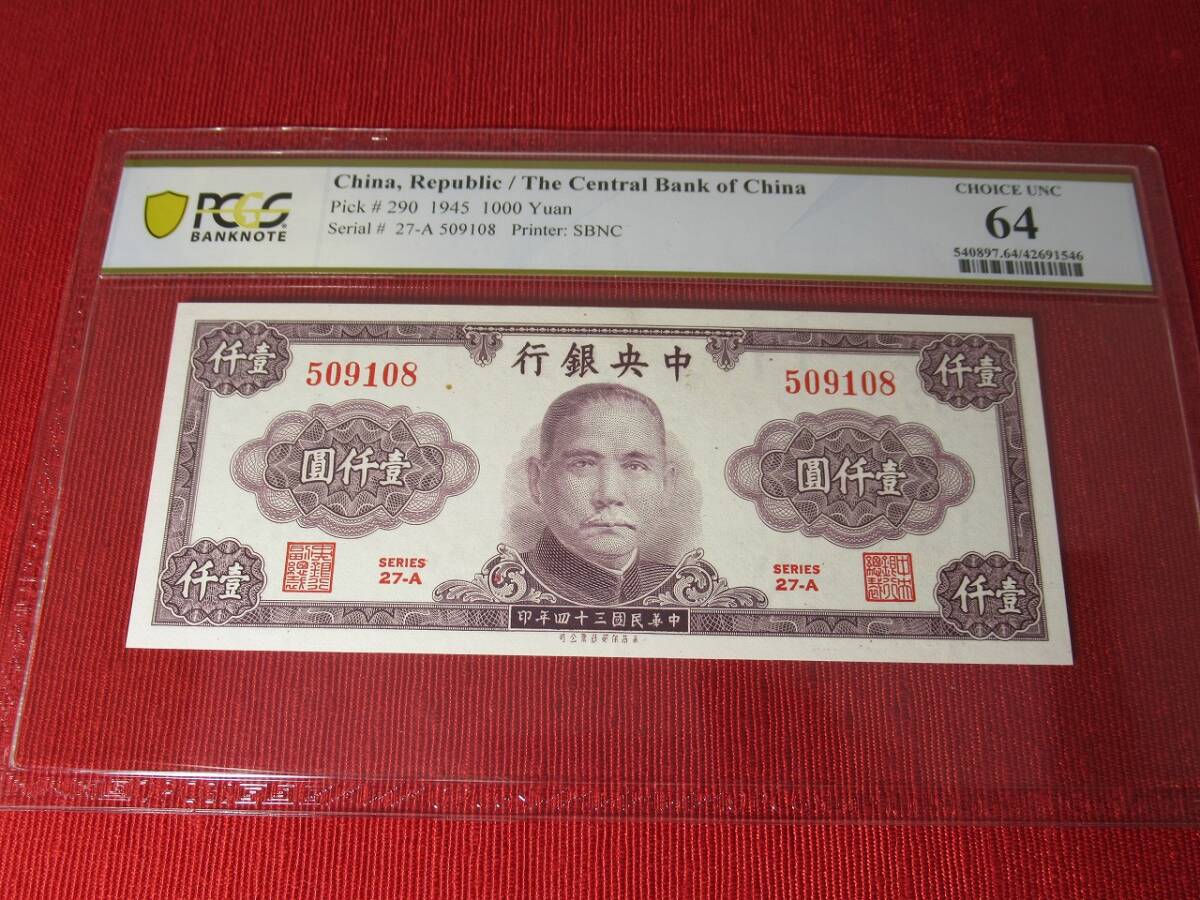 PCGS
BANKNOTE
China, Republic / The Central Bank of China
Pick # 290 1945 1000 Yuan
Serial # 27-A 509108 Printer: SBNC
CHOICE UNC
64
540897.64/42691546
仟壹
行銀央中
仟壹
509108
509108
圓仟壹
圓仟壹
SERIES
27-A
SERIES
27-A
仟壹
仟壹
印年四十三國民華中